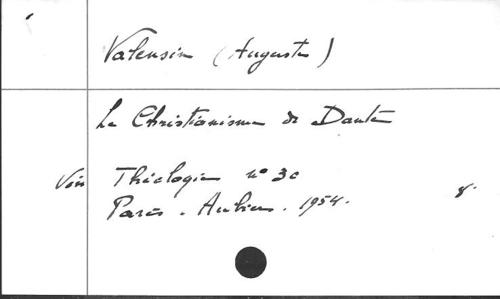 Valensin (Auguste)
Le Christianisme de Dante
Voir Théologie n° 30
Paris. Aubier. 1954. 8°